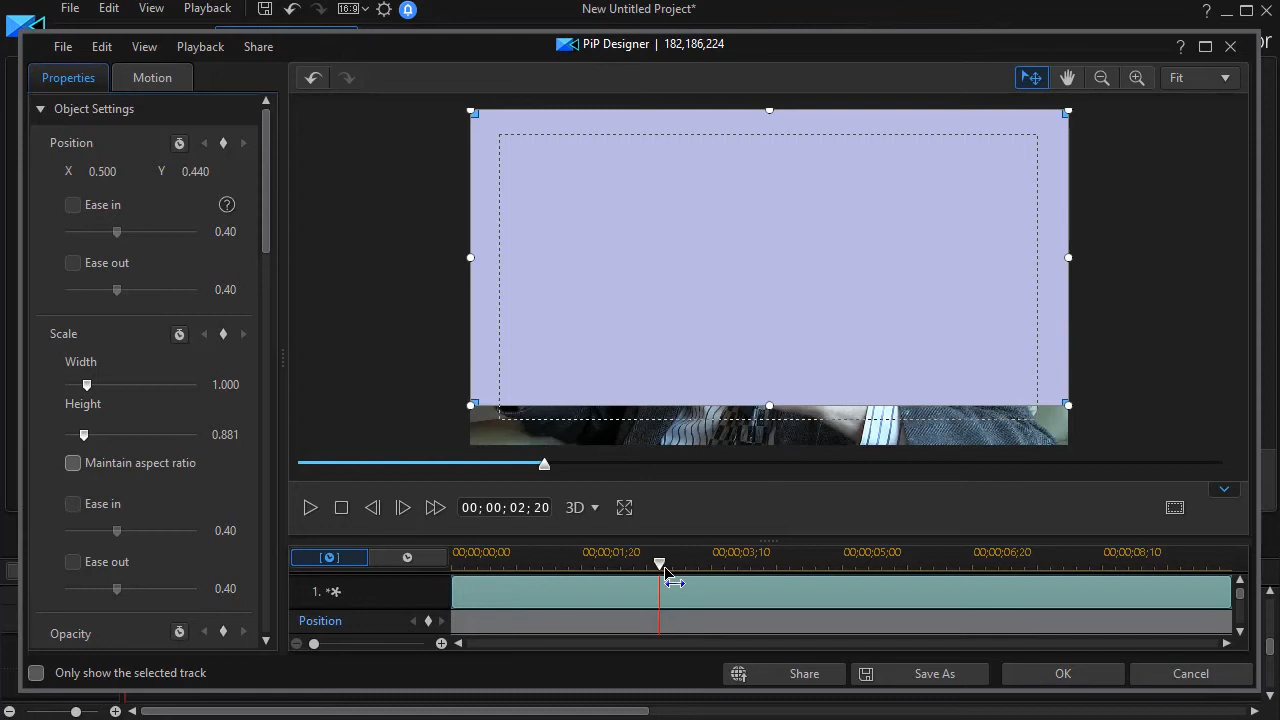 File Edit View Playback 16:9 New Untitled Project* ?
or
File Edit View Playback Share PiP Designer | 182,186,224 ?
Properties Motion Fit
Object Settings
Position
X 0.500 Y 0.440
Ease in ?
0.40
Ease out
0.40
Scale
Width
1.000
Height
0.881
Maintain aspect ratio
Ease in
0.40
Ease out
0.40
Opacity
00; 00; 02; 20 3D
00;00;00;00 00;00;01;20 00;00;03;10 00;00;05;00 00;00;06;20 00;00;08;10
1. *
Position
Only show the selected track
Share Save As OK Cancel